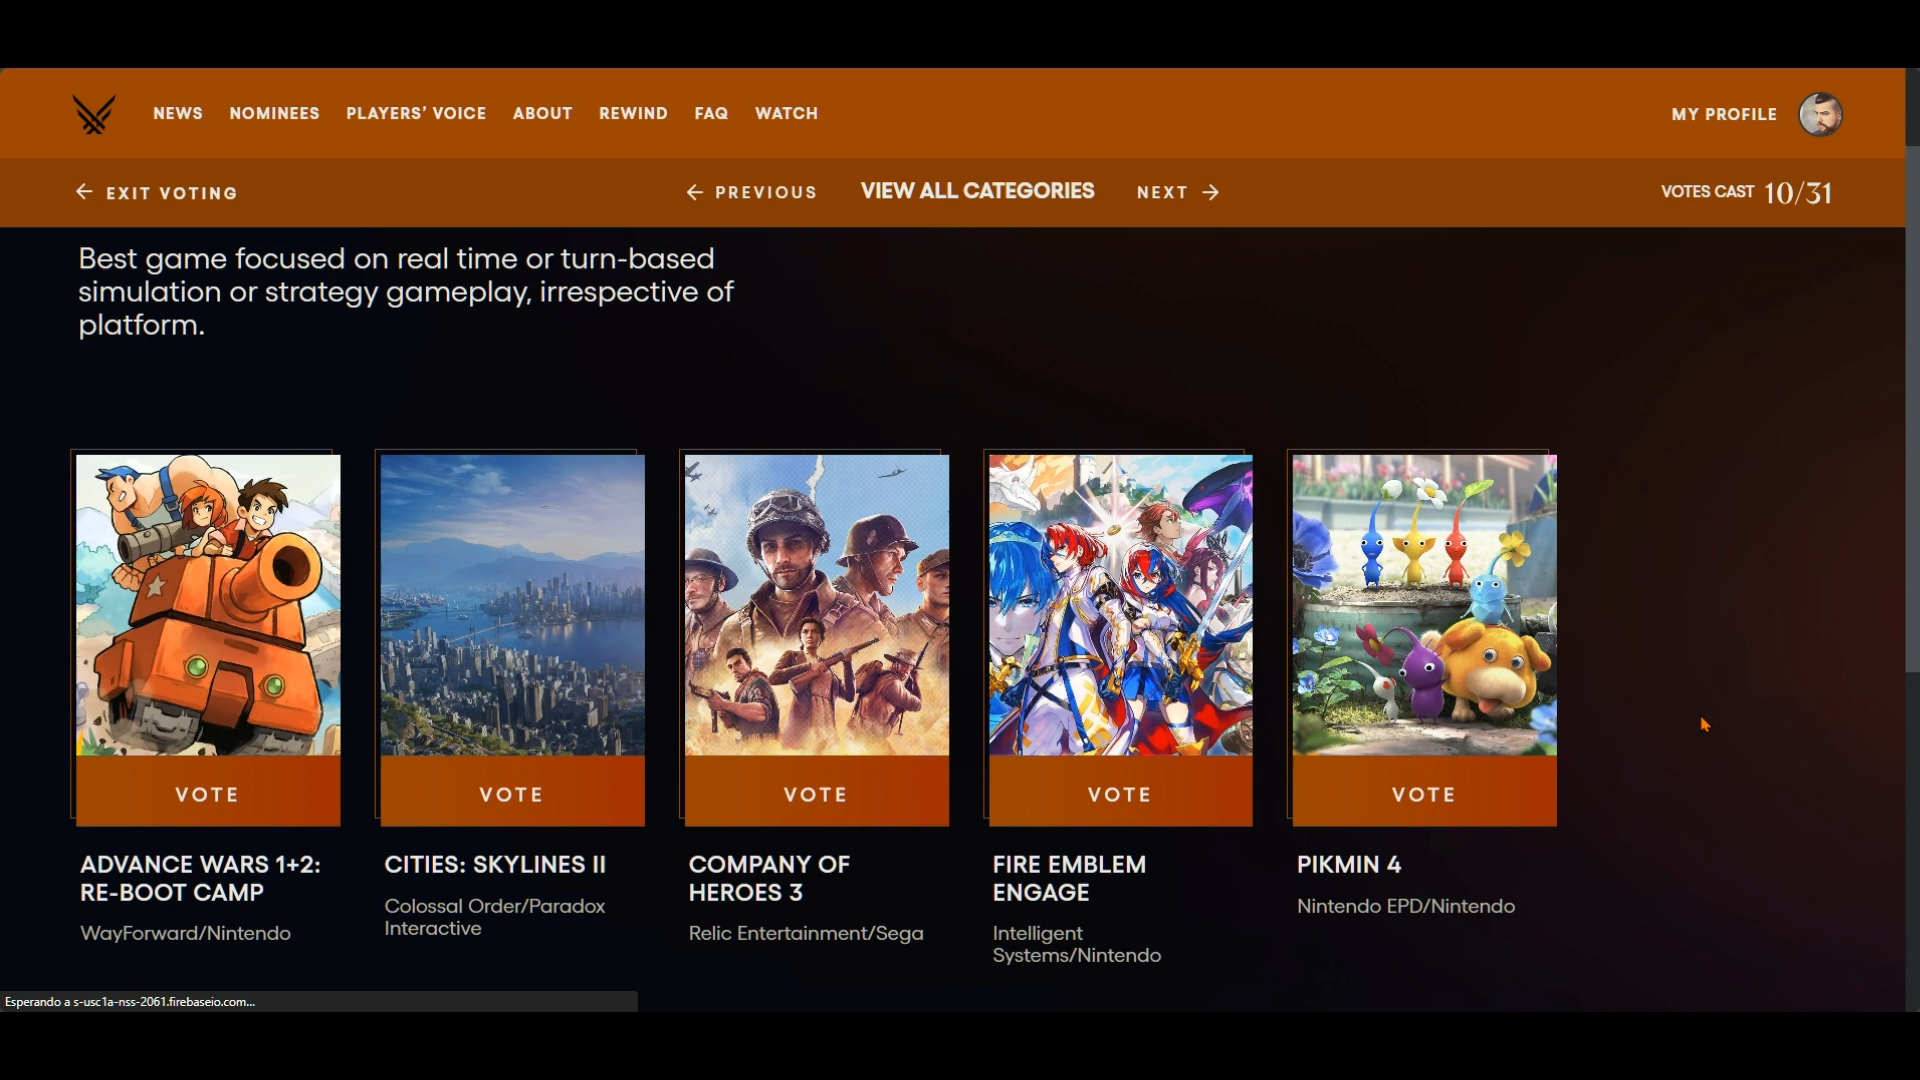 NEWS NOMINEES PLAYERS’ VOICE ABOUT REWIND FAQ WATCH MY PROFILE
EXIT VOTING PREVIOUS VIEW ALL CATEGORIES NEXT VOTES CAST 10/31
Best game focused on real time or turn-based
simulation or strategy gameplay, irrespective of
platform.
VOTE
ADVANCE WARS 1+2:
RE-BOOT CAMP
WayForward/Nintendo
VOTE
CITIES: SKYLINES II
Colossal Order/Paradox
Interactive
VOTE
COMPANY OF
HEROES 3
Relic Entertainment/Sega
VOTE
FIRE EMBLEM
ENGAGE
Intelligent
Systems/Nintendo
VOTE
PIKMIN 4
Nintendo EPD/Nintendo
Esperando a s-usc1a-nss-2061.firebaseio.com...